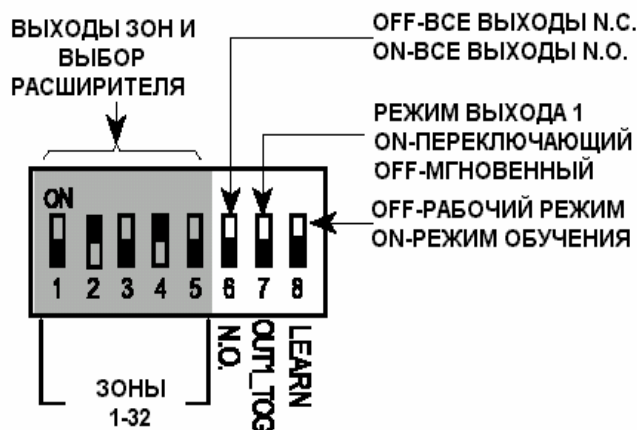 ВЫХОДЫ ЗОН И
ВЫБОР
РАСШИРИТЕЛЯ
OFF-ВСЕ ВЫХОДЫ N.C.
ON-ВСЕ ВЫХОДЫ N.O.
РЕЖИМ ВЫХОДА 1
ON-ПЕРЕКЛЮЧАЮЩИЙ
OFF-МГНОВЕННЫЙ
OFF-РАБОЧИЙ РЕЖИМ
ON-РЕЖИМ ОБУЧЕНИЯ
ON
1 2 3 4 5 6 7 8
N.O.
OUT1_TOG
LEARN
ЗОНЫ
1-32